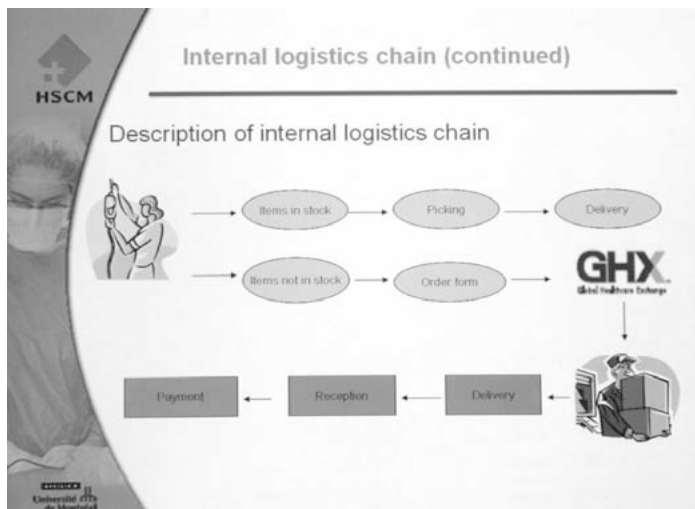 Internal logistics chain (continued)
HSCM
Description of internal logistics chain
Items in stock
Picking
Delivery
Items not in stock
Order form
GHX
Global Healthcare Exchange
Payment
Reception
Delivery
Université
de Montréal